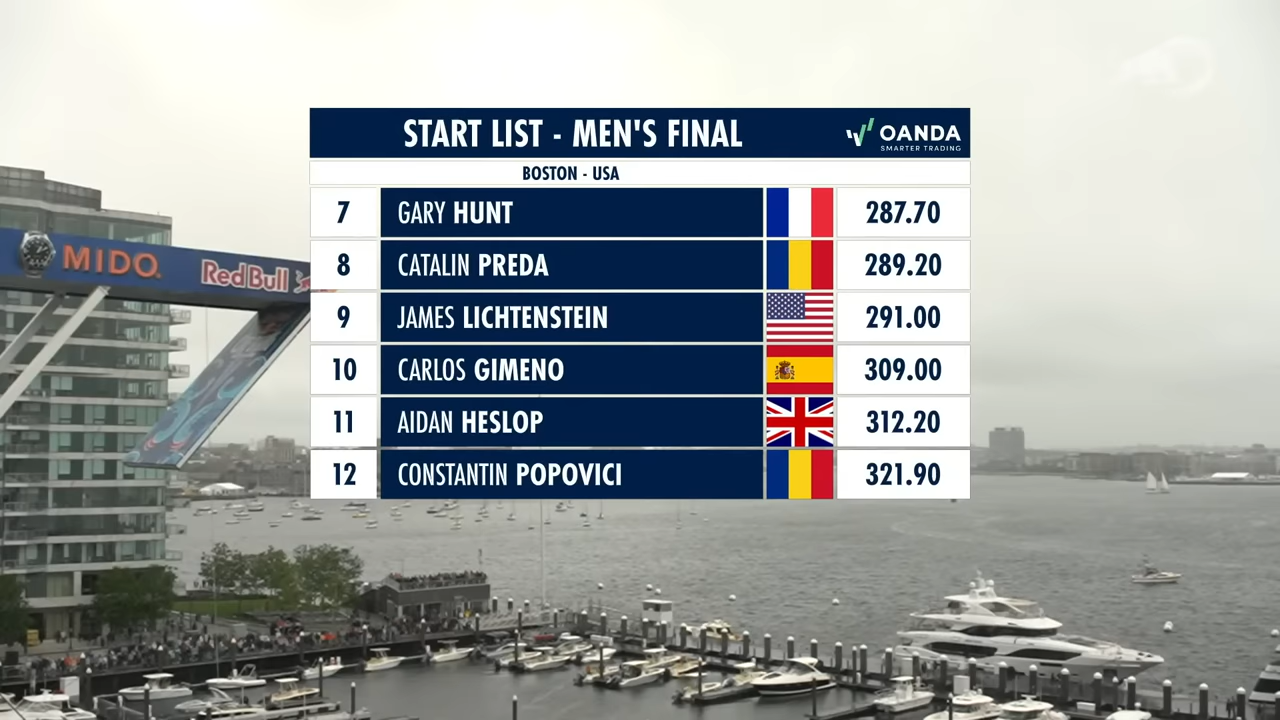 START LIST - MEN'S FINAL
OANDA
SMARTER TRADING
BOSTON - USA
7 GARY HUNT 287.70
8 CATALIN PREDA 289.20
9 JAMES LICHTENSTEIN 291.00
10 CARLOS GIMENO 309.00
11 AIDAN HESLOP 312.20
12 CONSTANTIN POPOVICI 321.90
MIDO
Red Bull